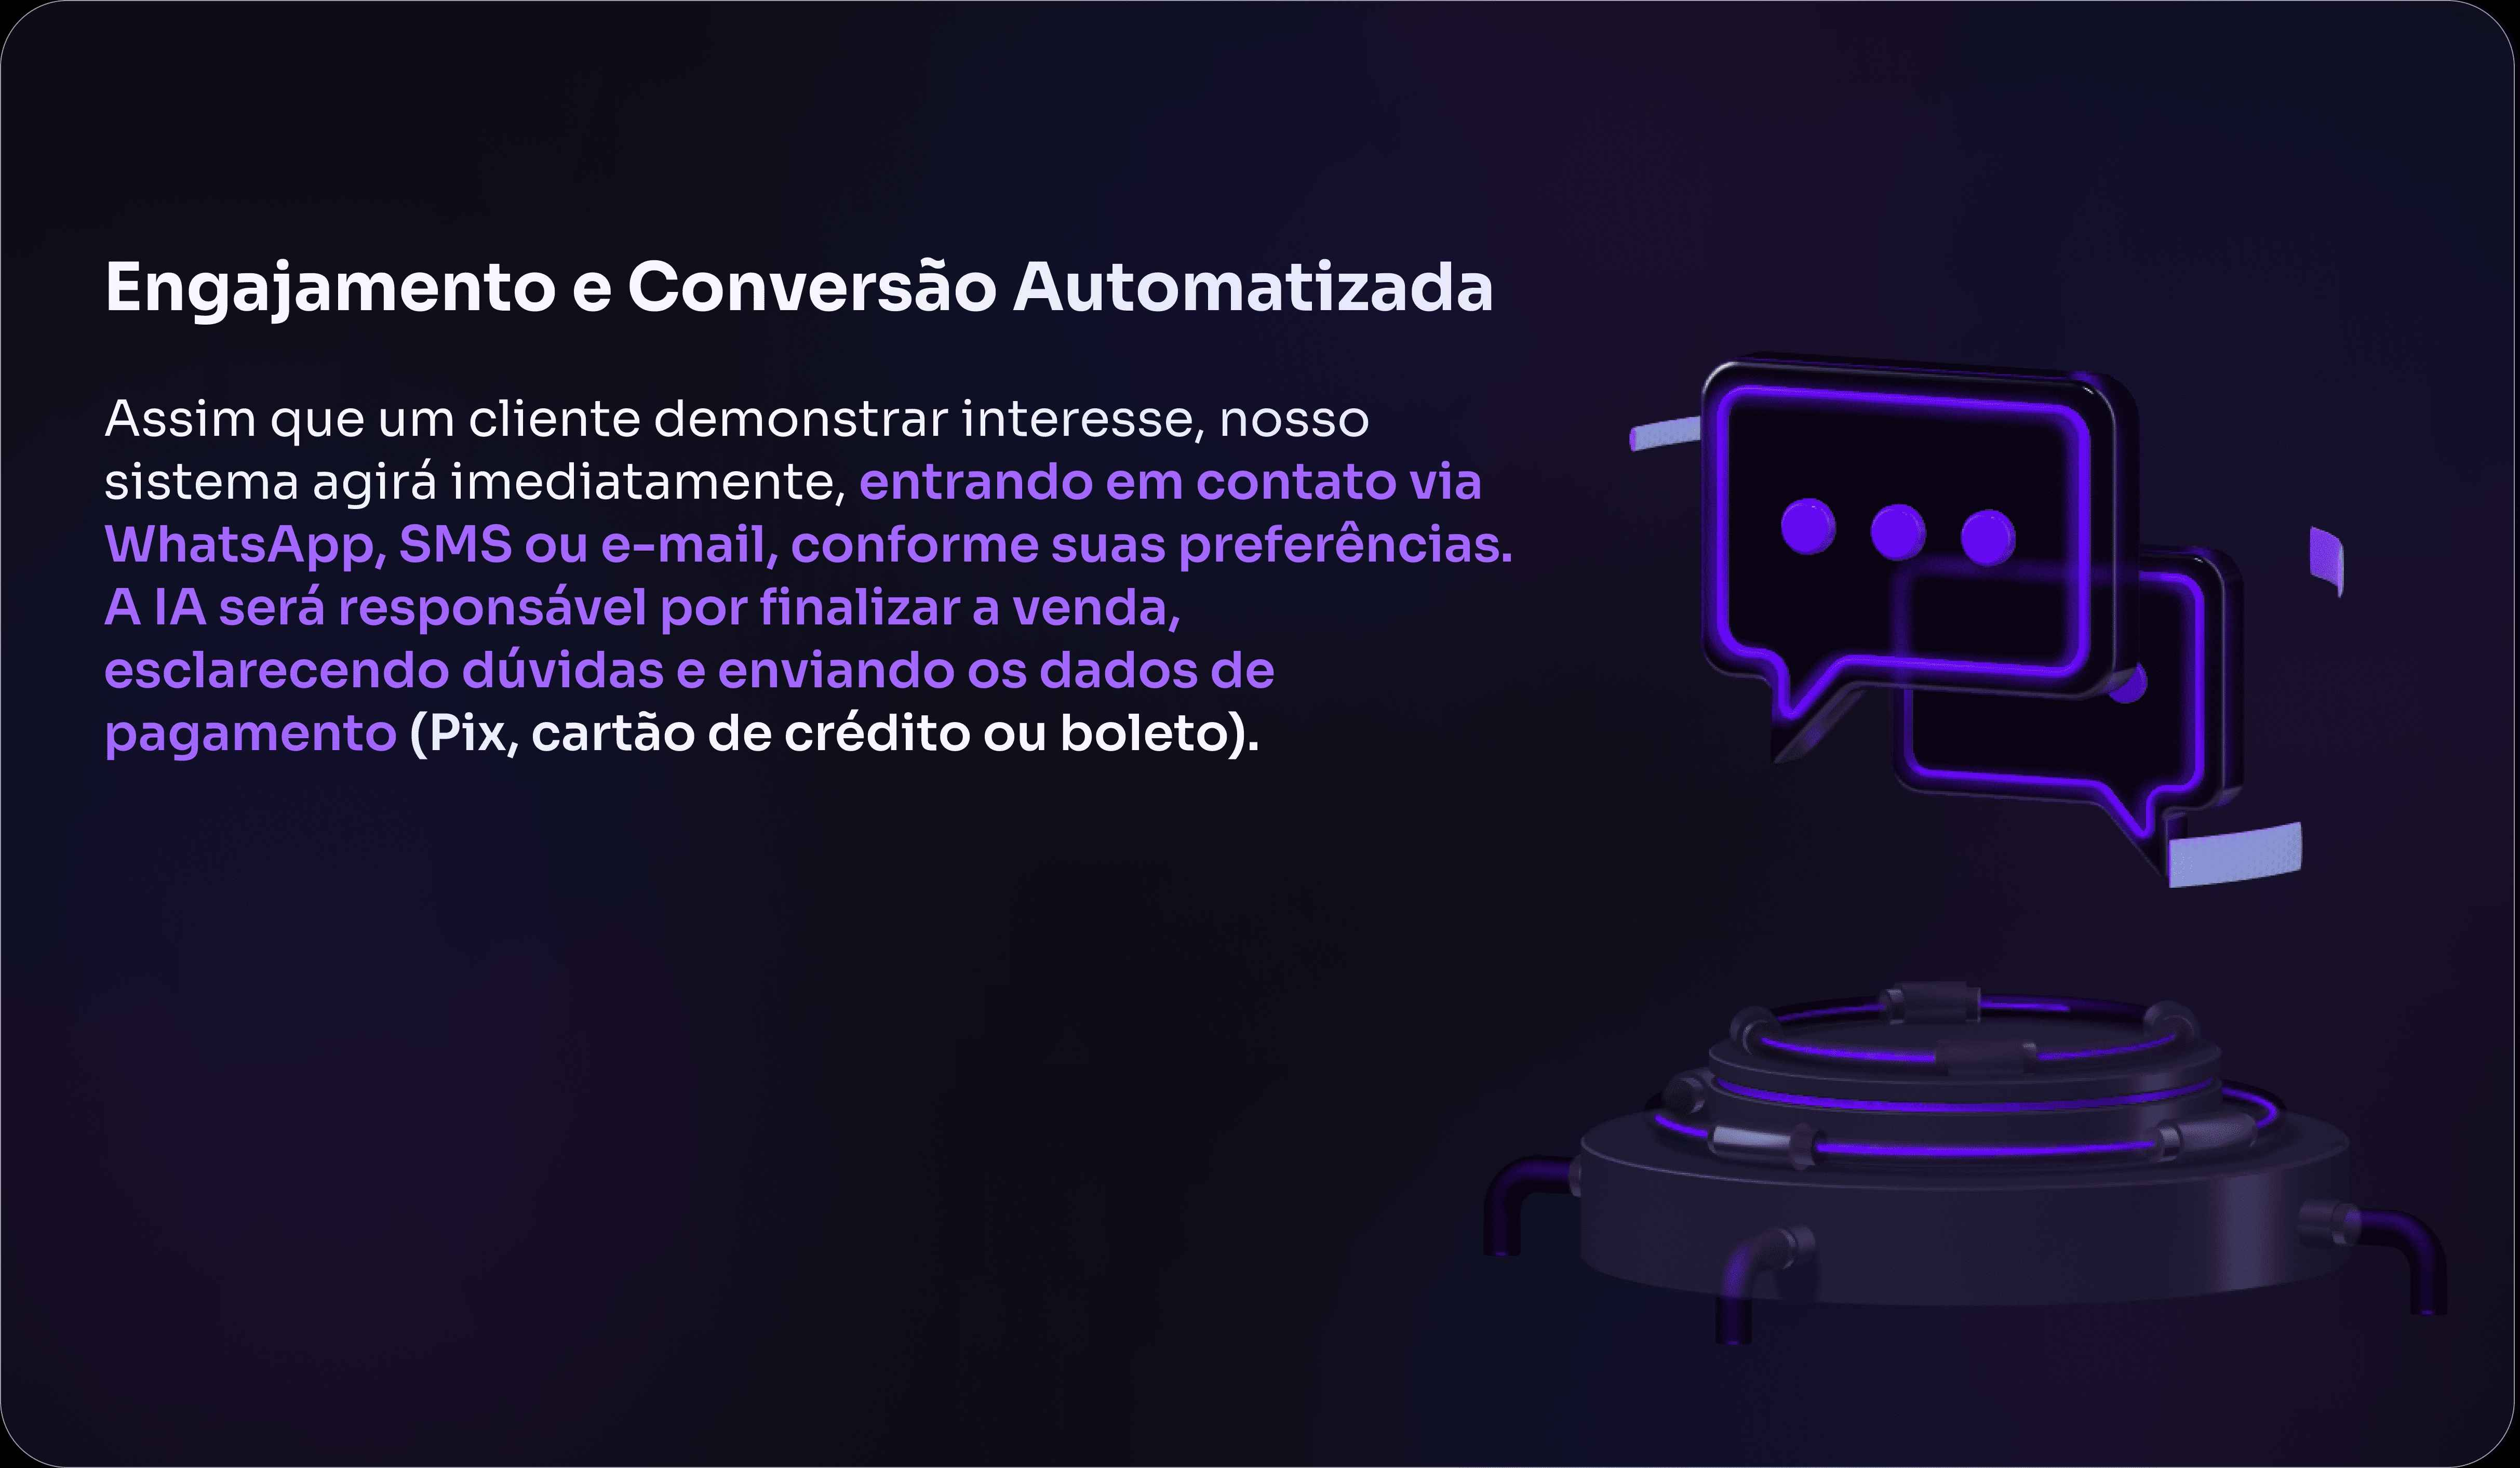 Engajamento e Conversão Automatizada
Assim que um cliente demonstrar interesse, nosso
sistema agirá imediatamente, entrando em contato via
WhatsApp, SMS ou e-mail, conforme suas preferências.
A IA será responsável por finalizar a venda,
esclarecendo dúvidas e enviando os dados de
pagamento (Pix, cartão de crédito ou boleto).